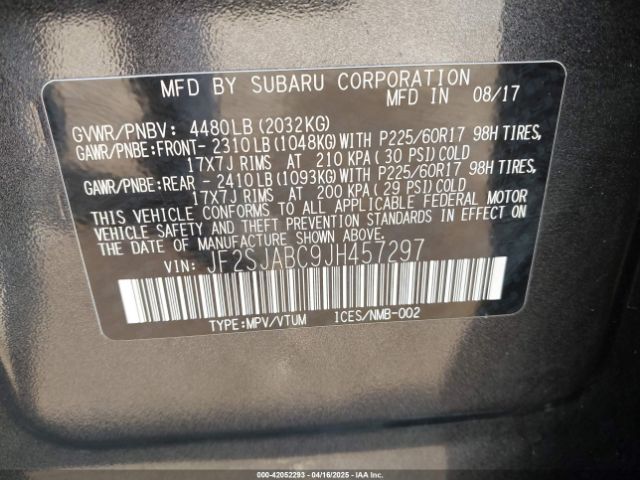 MFD BY SUBARU CORPORATION
MFD IN 08/17
GVWR/PNBV: 4480LB(2032KG)
GAWR/PNBE:FRONT- 2310LB(1048KG)WITH P225/60R17 98H TIRES,
17X7J RIMS AT 210 KPA(30 PSI)COLD
GAWR/PNBE:REAR - 2410LB(1093KG)WITH P225/60R17 98H TIRES,
17X7J RIMS AT 200 KPA(29 PSI)COLD
THIS VEHICLE CONFORMS TO ALL APPLICABLE FEDERAL MOTOR
VEHICLE SAFETY AND THEFT PREVENTION STANDARDS IN EFFECT ON
THE DATE OF MANUFACTURE SHOWN ABOVE.
VIN: JF2SJABC9JH457297
TYPE:MPV/VTUM ICES/NMB-002
000-42052293 - 04/16/2025 - IAAI.COM